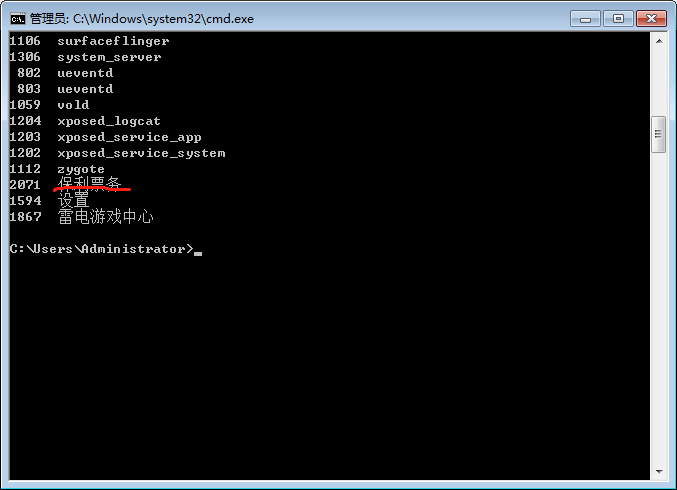 管理员: C:\Windows\system32\cmd.exe
1106 surfaceflinger
1306 system_server
802 ueventd
803 ueventd
1059 vold
1204 xposed_logcat
1203 xposed_service_app
1202 xposed_service_system
1112 zygote
2071 保利票务
1594 设置
1867 雷电游戏中心
C:\Users\Administrator>